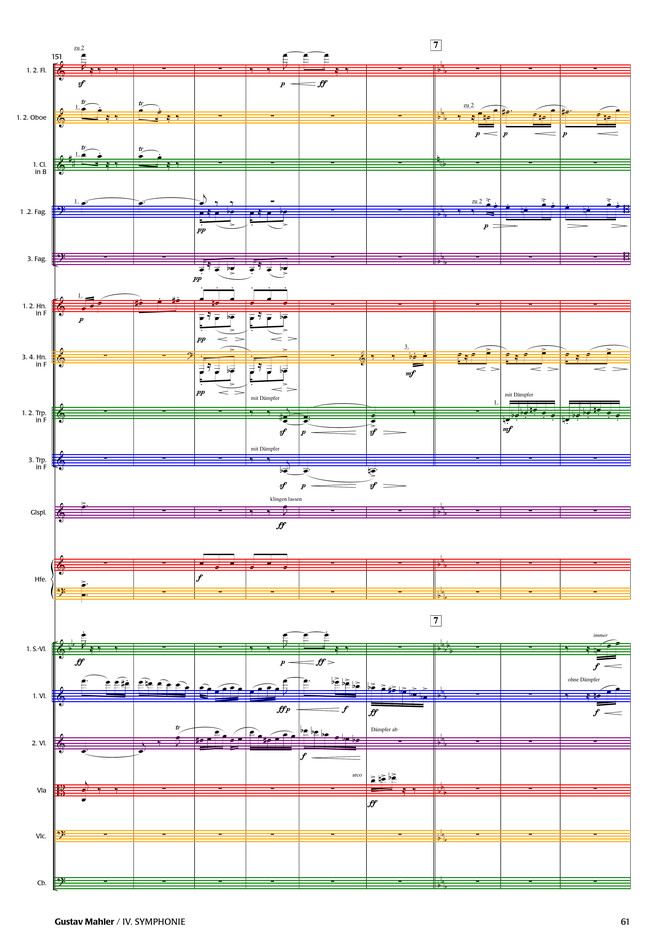 7
zu 2
151
1. 2. Fl.
sf
p
ff
zu 2
1. 2. Oboe
1.
tr
tr
p
p
p
1. Cl.
in B
1.
tr
tr
1.
zu 2
1. 2. Fag.
pp
p
3. Fag.
pp
1.
1. 2. Hn.
in F
p
pp
3.
3. 4. Hn.
in F
mf
pp
mit Dämpfer
mit Dämpfer
1.
1. 2. Trp.
in F
sf
p
sf
mf
mit Dämpfer
3. Trp.
in F
sf
p
sf
klingen lassen
Glspl.
ff
Hfe.
f
7
immer
1. S.-Vl.
ff
p
ff
f
ohne Dämpfer
1. Vl.
ffp
f
ff
f
tr
Dämpfer ab
2. Vl.
f
seco
Vla
ff
Vlc.
Cb.
Gustav Mahler / IV. SYMPHONIE
61